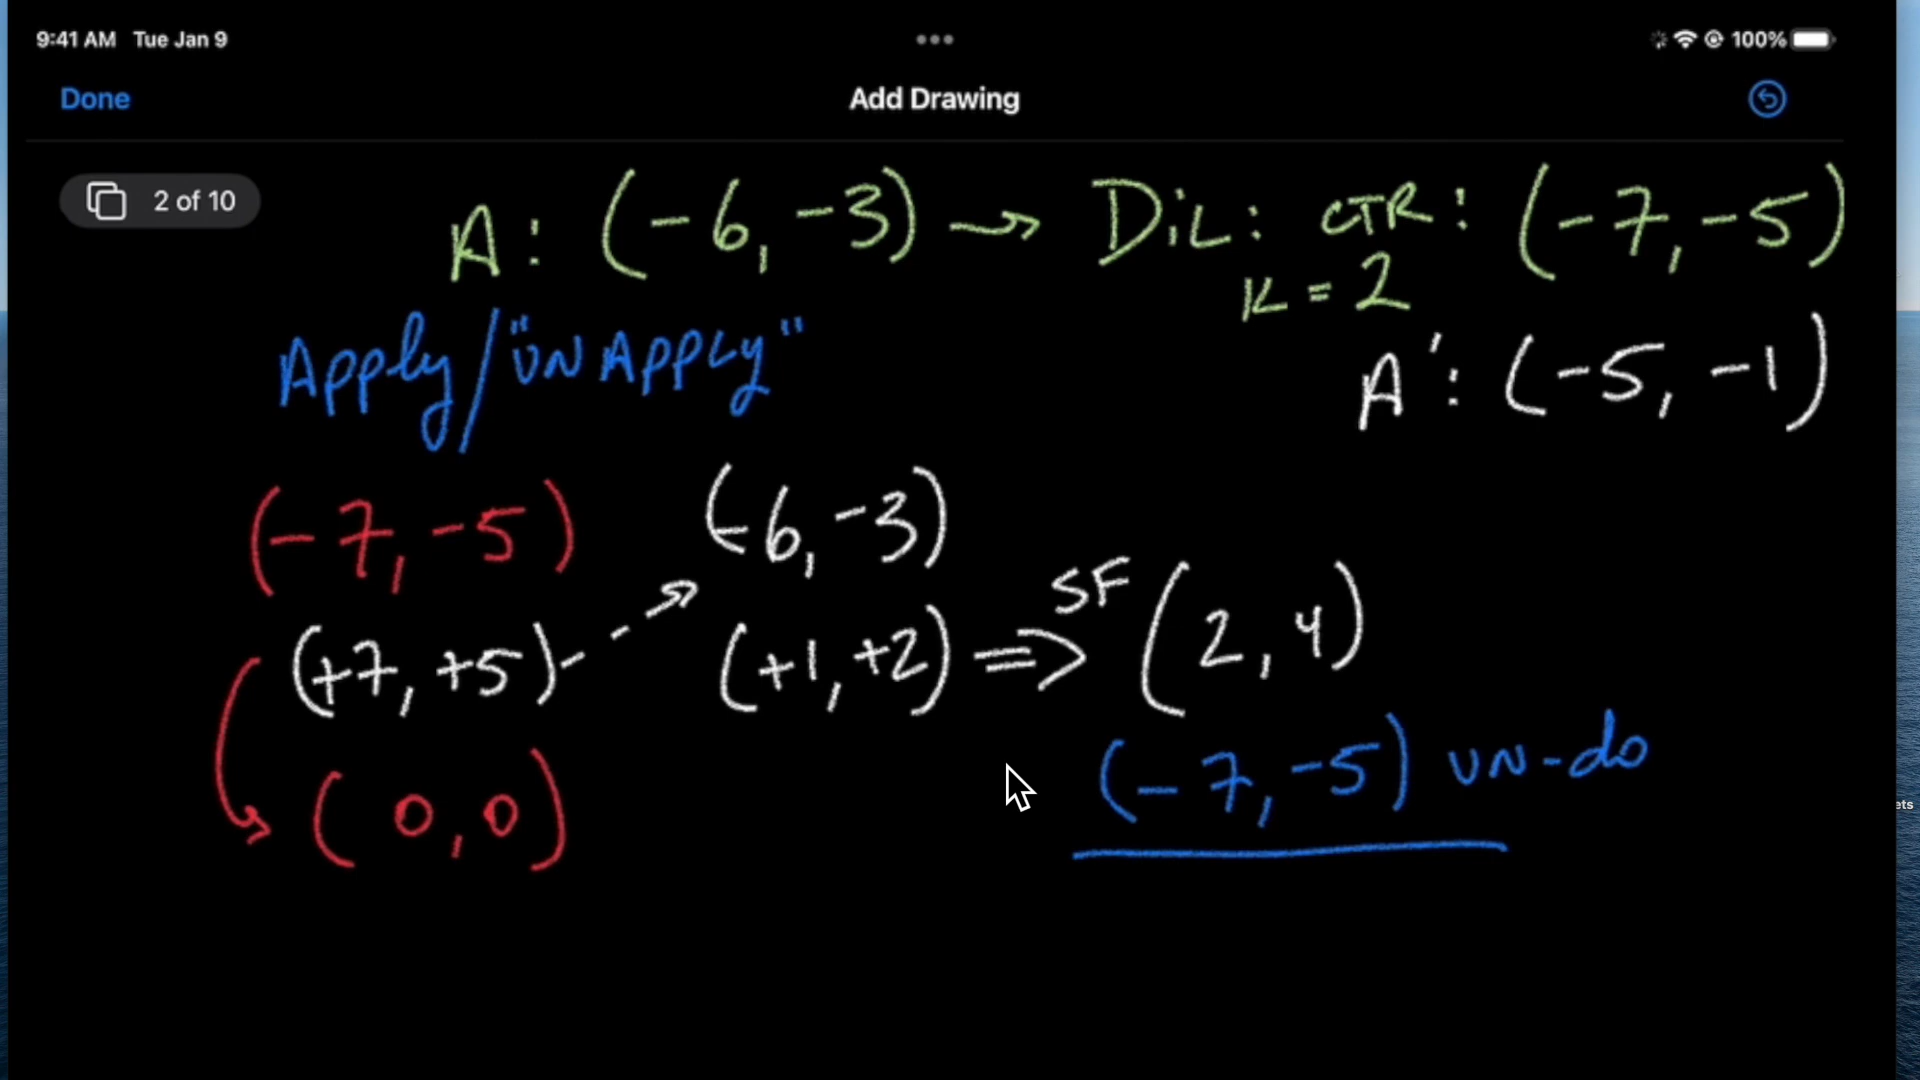 9:41 AM Tue Jan 9
100%
Done
Add Drawing
2 of 10
A: (-6, -3) → DiL: CTR: (-7, -5)
K = 2
Apply/"UNAPPLY"
A': (-5, -1)
(-7, -5)
(-6, -3)
(+7, +5)
(+1, +2) ⇒ SF (2, 4)
(0, 0)
(-7, -5) UN-do
ets